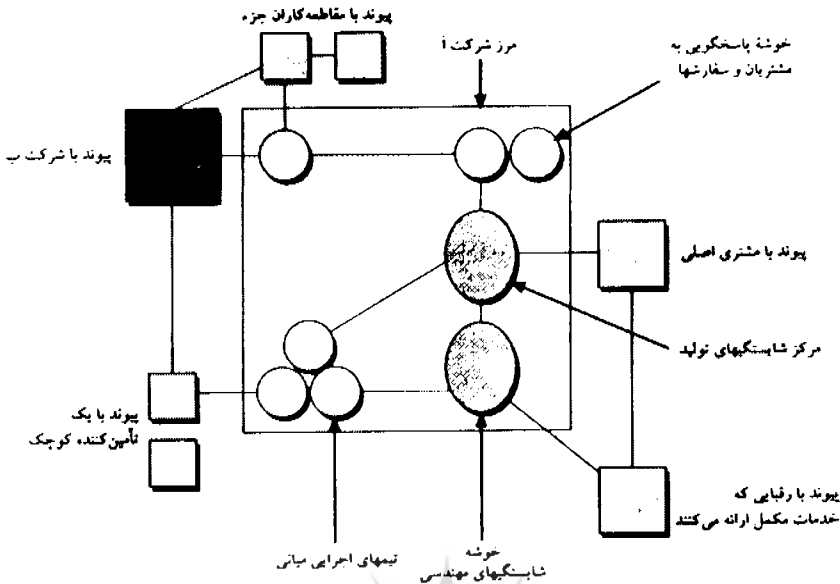 پیوند با مقاطعه‌کاران جزء
مرز شرکت أ
خوشهٔ پاسخگویی به
مشتریان و سفارشها
پیوند با شرکت ب
پیوند با مشتری اصلی
مرکز شایستگیهای تولید
پیوند با یک
تأمین‌کننده کوچک
پیوند با رقبایی که
خدمات مکمل ارائه می‌کنند
تیمهای اجرایی میانی
خوشه
شایستگیهای مهندسی